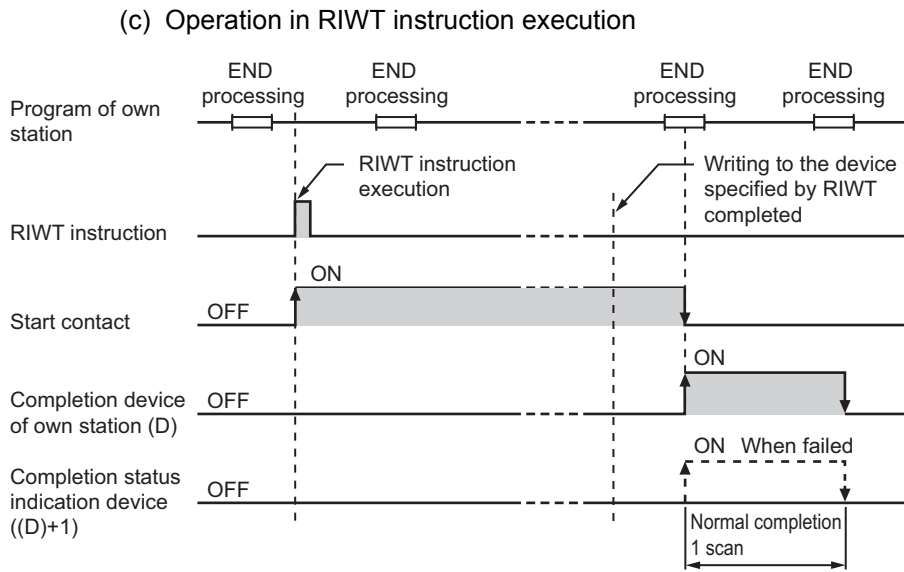 (c) Operation in RIWT instruction execution
END
processing
END
processing
END
processing
END
processing
Program of own
station
RIWT instruction
execution
Writing to the device
specified by RIWT
completed
RIWT instruction
ON
OFF
Start contact
ON
OFF
Completion device
of own station (D)
ON When failed
OFF
Completion status
indication device
((D)+1)
Normal completion
1 scan